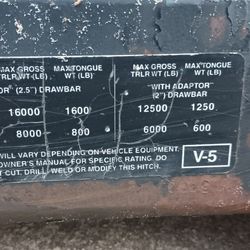 MAX GROSS MAX TONGUE MAX GROSS MAX TONGUE
TRLR WT (LB) WT (LB) TRLR WT (LB) WT (LB)
(2.5") DRAWBAR WITH ADAPTOR
(2") DRAWBAR
16000 1600 12500 1250
8000 800 6000 600
WILL VARY DEPENDING ON VEHICLE EQUIPMENT.
OWNER'S MANUAL FOR SPECIFIC RATING. DO
CUT, DRILL, WELD OR MODIFY THIS HITCH.
V-5